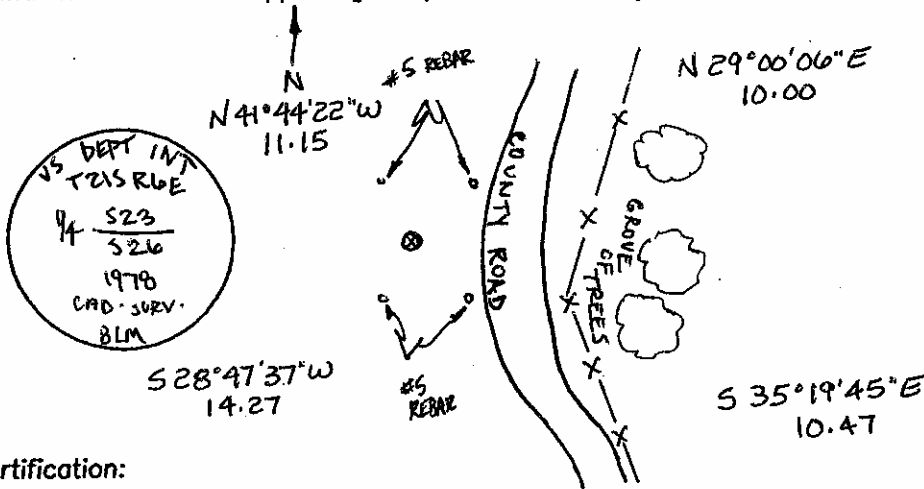 N
N 41°44'22"W
11.15
#5 REBAR
N 29°00'06"E
10.00
US DEPT INT
T21S R6E
1/4 S23
S26
1978
CAD. SURV.
BLM
COUNTY ROAD
GROVE
OF TREES
S 28°47'37"W
14.27
#5
REBAR
S 35°19'45"E
10.47
rtification: